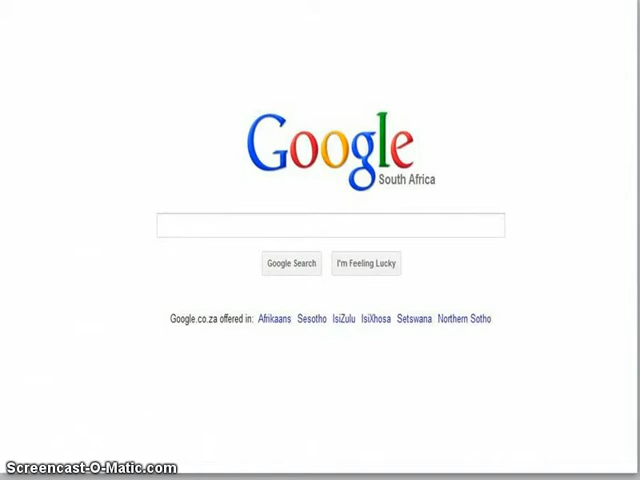 Google
South Africa
Google Search I'm Feeling Lucky
Google.co.za offered in: Afrikaans Sesotho IsiZulu IsiXhosa Setswana Northern Sotho
Screencast-O-Matic.com